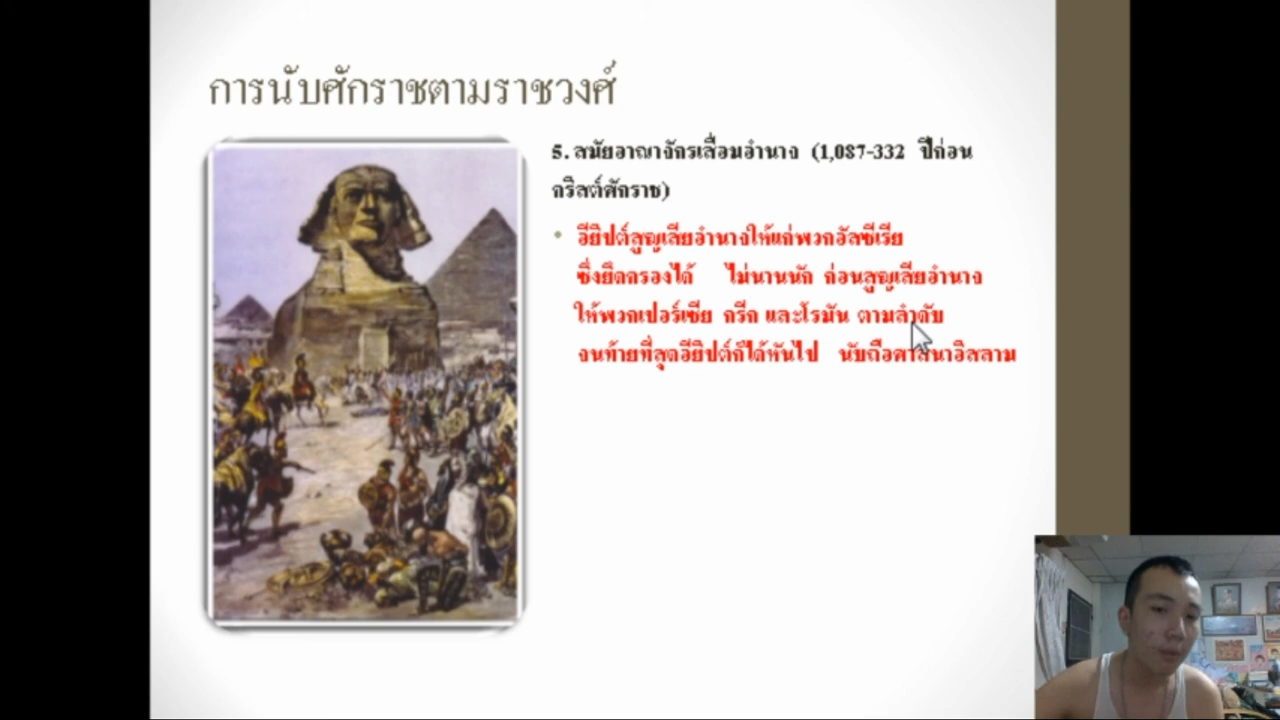 การนับศักราชตามราชวงศ์
5. สมัยอาณาจักรเสื่อมอำนาจ (1,087-332 ปีก่อน
คริสต์ศักราช)
อียิปต์สูญเสียอำนาจให้แก่พวกอัสซีเรีย
ซึ่งยึดครองได้ ไม่นานนัก ก่อนสูญเสียอำนาจ
ให้พวกเปอร์เซีย กรีก และโรมัน ตามลำดับ
จนท้ายที่สุดอียิปต์ก็ได้หันไป นับถือศาสนาอิสลาม